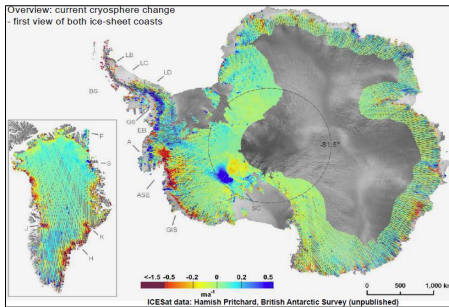 Overview: current cryosphere change
- first view of both ice-sheet coasts
LB
LC
LD
BS
GS
A
EB
A
ASE
GIS
SC
-81.5°
F
S
J
K
H
<-1.5 -0.5 -0.2 0 0.2 0.5
ma⁻¹
0 500 1,000 km
ICESat data: Hamish Pritchard, British Antarctic Survey (unpublished)